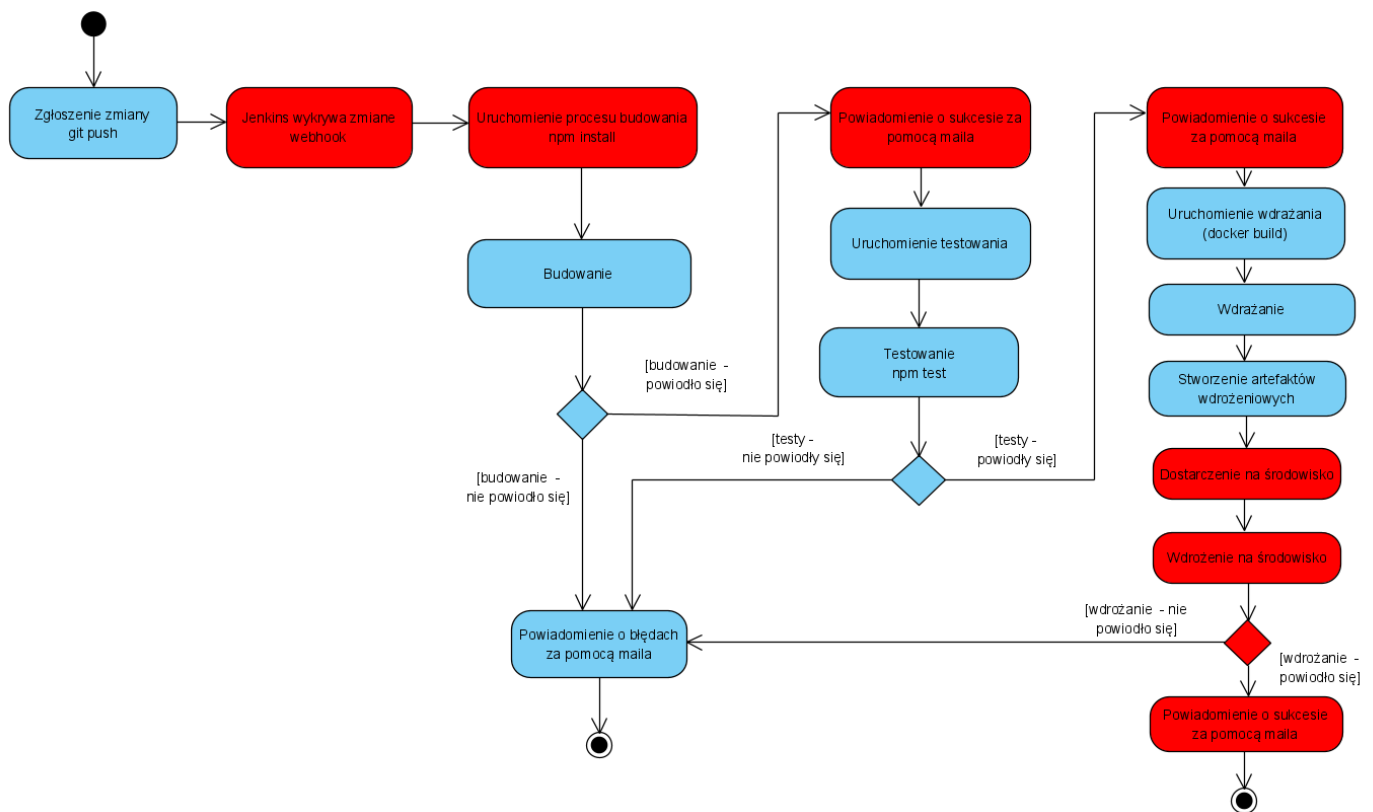 Zgłoszenie zmiany
git push
Jenkins wykrywa zmiane
webhook
Uruchomienie procesu budowania
npm install
Budowanie
[budowanie -
powiodło się]
[budowanie -
nie powiodło się]
Powiadomienie o sukcesie za
pomocą maila
Uruchomienie testowania
Testowanie
npm test
[testy -
nie powiodły się]
[testy -
powiodły się]
Powiadomienie o sukcesie
za pomocą maila
Uruchomienie wdrażania
(docker build)
Wdrażanie
Stworzenie artefaktów
wdrożeniowych
Dostarczenie na środowisko
Wdrożenie na środowisko
[wdrożanie - nie
powiodło się]
[wdrożanie -
powiodło się]
Powiadomienie o błędach
za pomocą maila
Powiadomienie o sukcesie
za pomocą maila